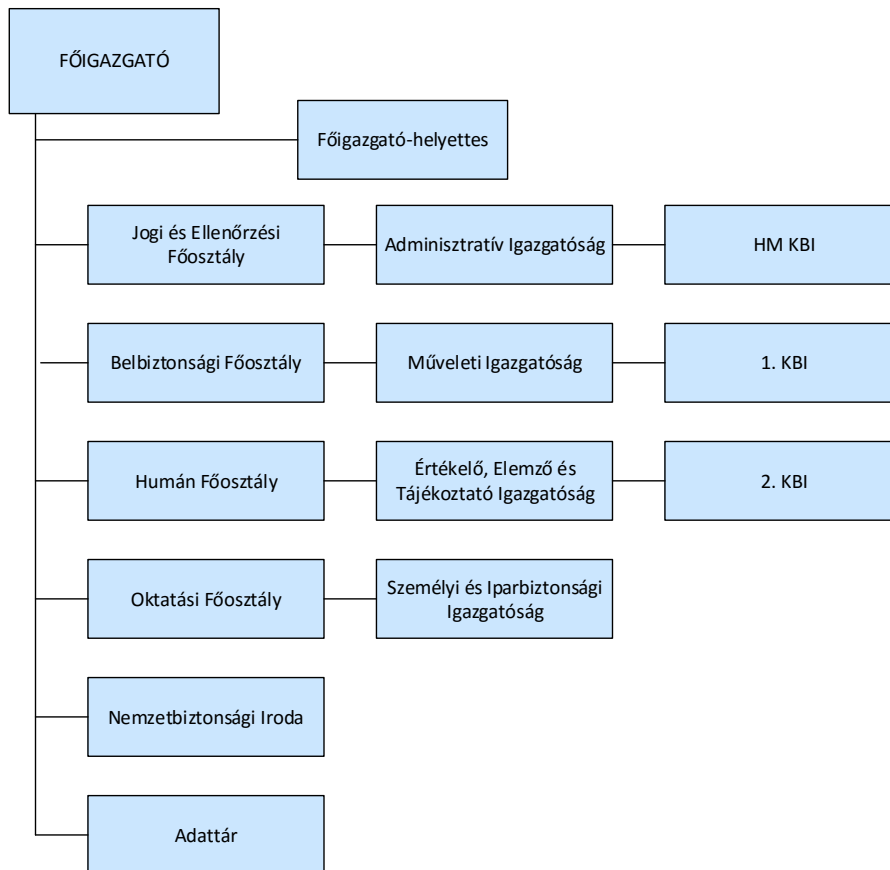 FŐIGAZGATÓ
Főigazgató-helyettes
Jogi és Ellenőrzési
Főosztály
Adminisztratív Igazgatóság
HM KBI
Belbiztonsági Főosztály
Műveleti Igazgatóság
1. KBI
Humán Főosztály
Értékelő, Elemző és
Tájékoztató Igazgatóság
2. KBI
Oktatási Főosztály
Személyi és Iparbiztonsági
Igazgatóság
Nemzetbiztonsági Iroda
Adattár